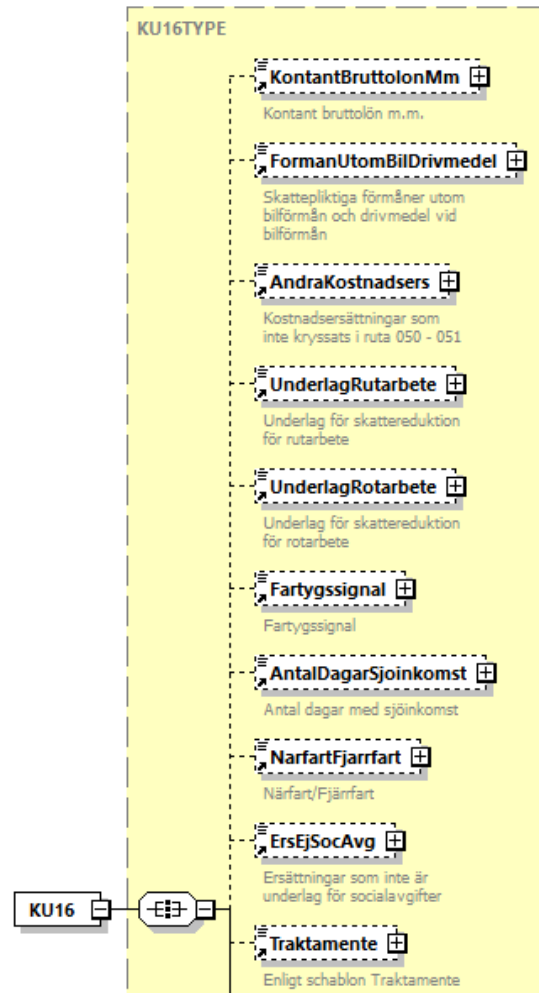 KU16TYPE
KontantBruttolonMm
Kontant bruttolön m.m.
FormanUtomBilDrivmedel
Skattepliktiga förmåner utom
bilförmån och drivmedel vid
bilförmån
AndraKostnadsers
Kostnadsersättningar som
inte kryssats i ruta 050 - 051
UnderlagRutarbete
Underlag för skattereduktion
för rutarbete
UnderlagRotarbete
Underlag för skattereduktion
för rotarbete
Fartygssignal
Fartygssignal
AntalDagarSjoinkomst
Antal dagar med sjöinkomst
NarfartFjarrfart
Närfart/Fjärrfart
ErsEjSocAvg
Ersättningar som inte är
underlag för socialavgifter
KU16
Traktamente
Enligt schablon Traktamente